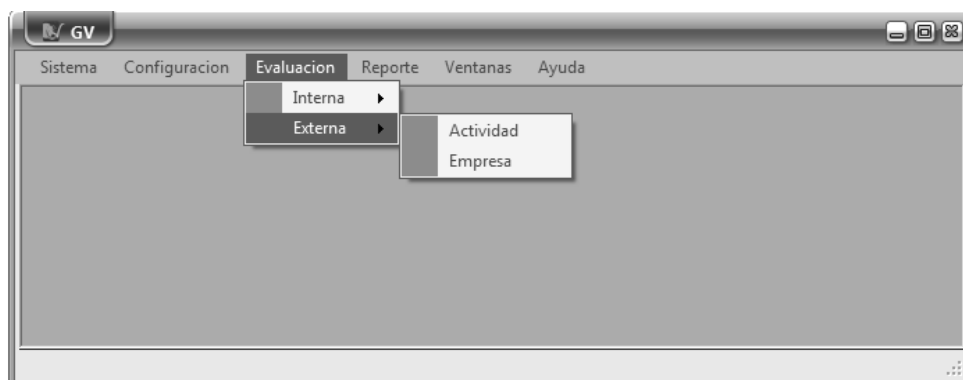 GV
Sistema Configuracion Evaluacion Reporte Ventanas Ayuda
Interna
Externa
Actividad
Empresa